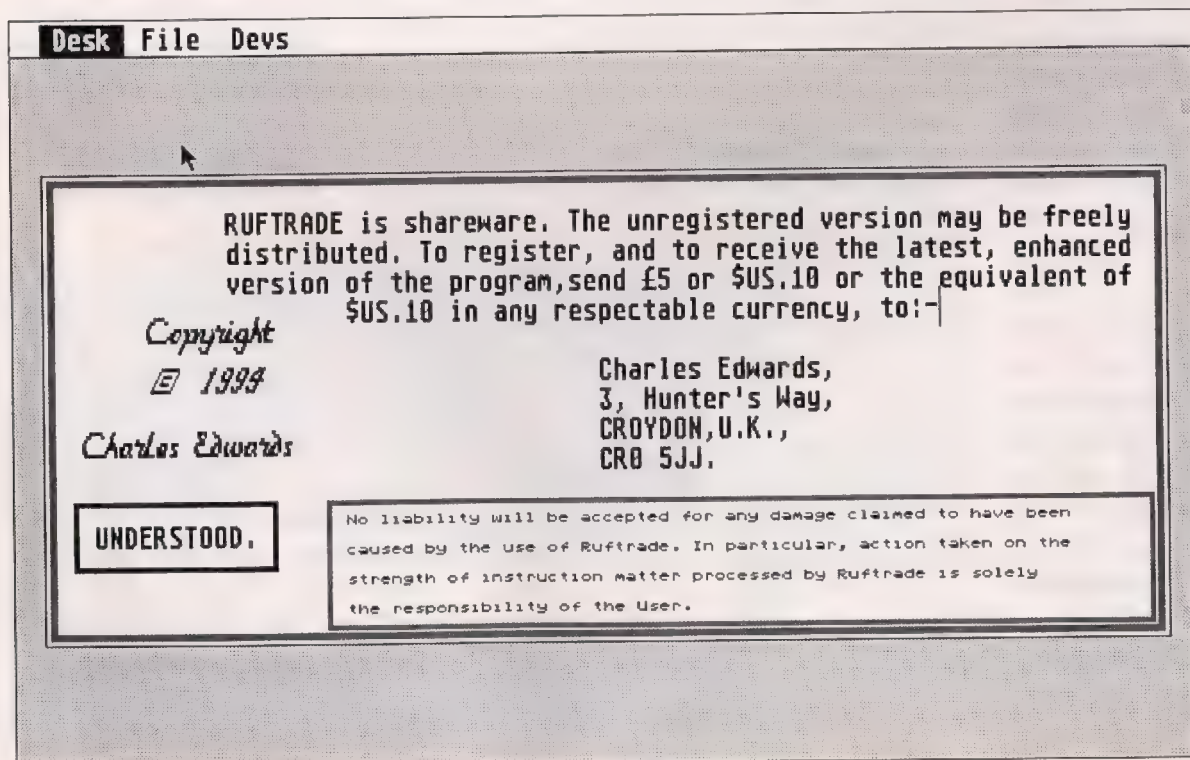 Desk File Devs
RUFTRADE is shareware. The unregistered version may be freely
distributed. To register, and to receive the latest, enhanced
version of the program,send £5 or $US.10 or the equivalent of
$US.10 in any respectable currency, to:-
Copyright
© 1994
Charles Edwards
Charles Edwards,
3, Hunter's Way,
CROYDON,U.K.,
CR0 5JJ.
UNDERSTOOD.
No liability will be accepted for any damage claimed to have been
caused by the use of Ruftrade. In particular, action taken on the
strength of instruction matter processed by Ruftrade is solely
the responsibility of the User.